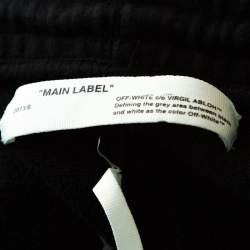 "MAIN LABEL"
OFF-WHITE c/o VIRGIL ABLOH™
Defining the grey area between black
and white as the color Off-White™